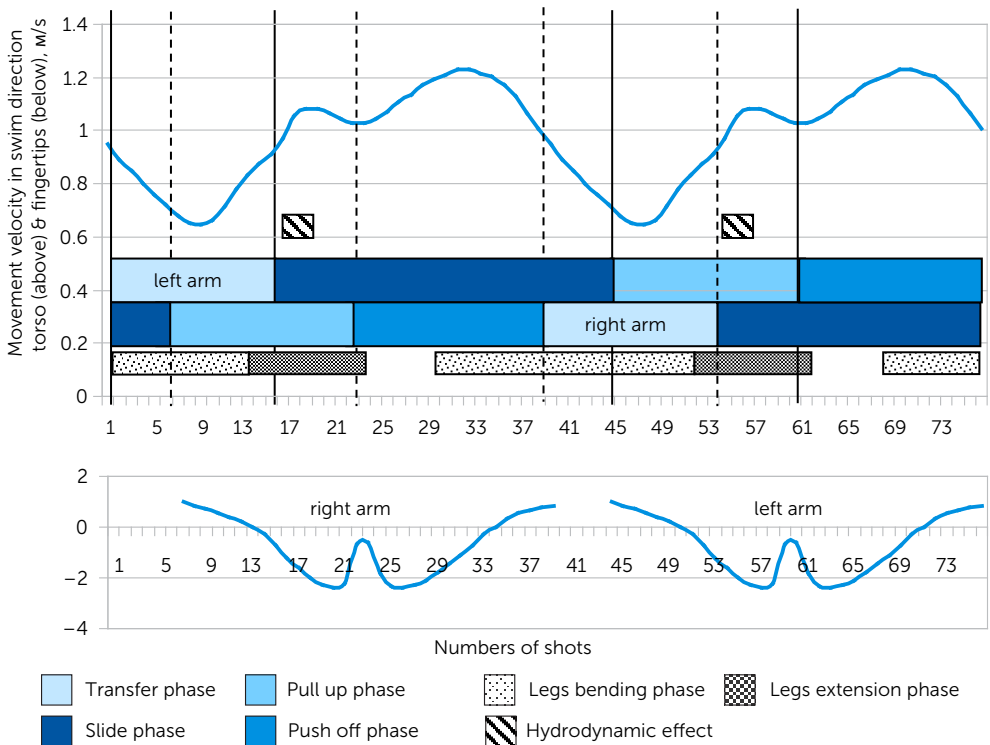 Movement velocity in swim direction
torso (above) & fingertips (below), м/s
1.4
1.2
1
0.8
0.6
0.4
0.2
0
left arm
right arm
1 5 9 13 17 21 25 29 33 37 41 45 49 53 57 61 65 69 73
2
0
−2
−4
right arm
left arm
1 5 9 13 17 21 25 29 33 37 41 45 49 53 57 61 65 69 73
Numbers of shots
Transfer phase
Pull up phase
Legs bending phase
Legs extension phase
Slide phase
Push off phase
Hydrodynamic effect